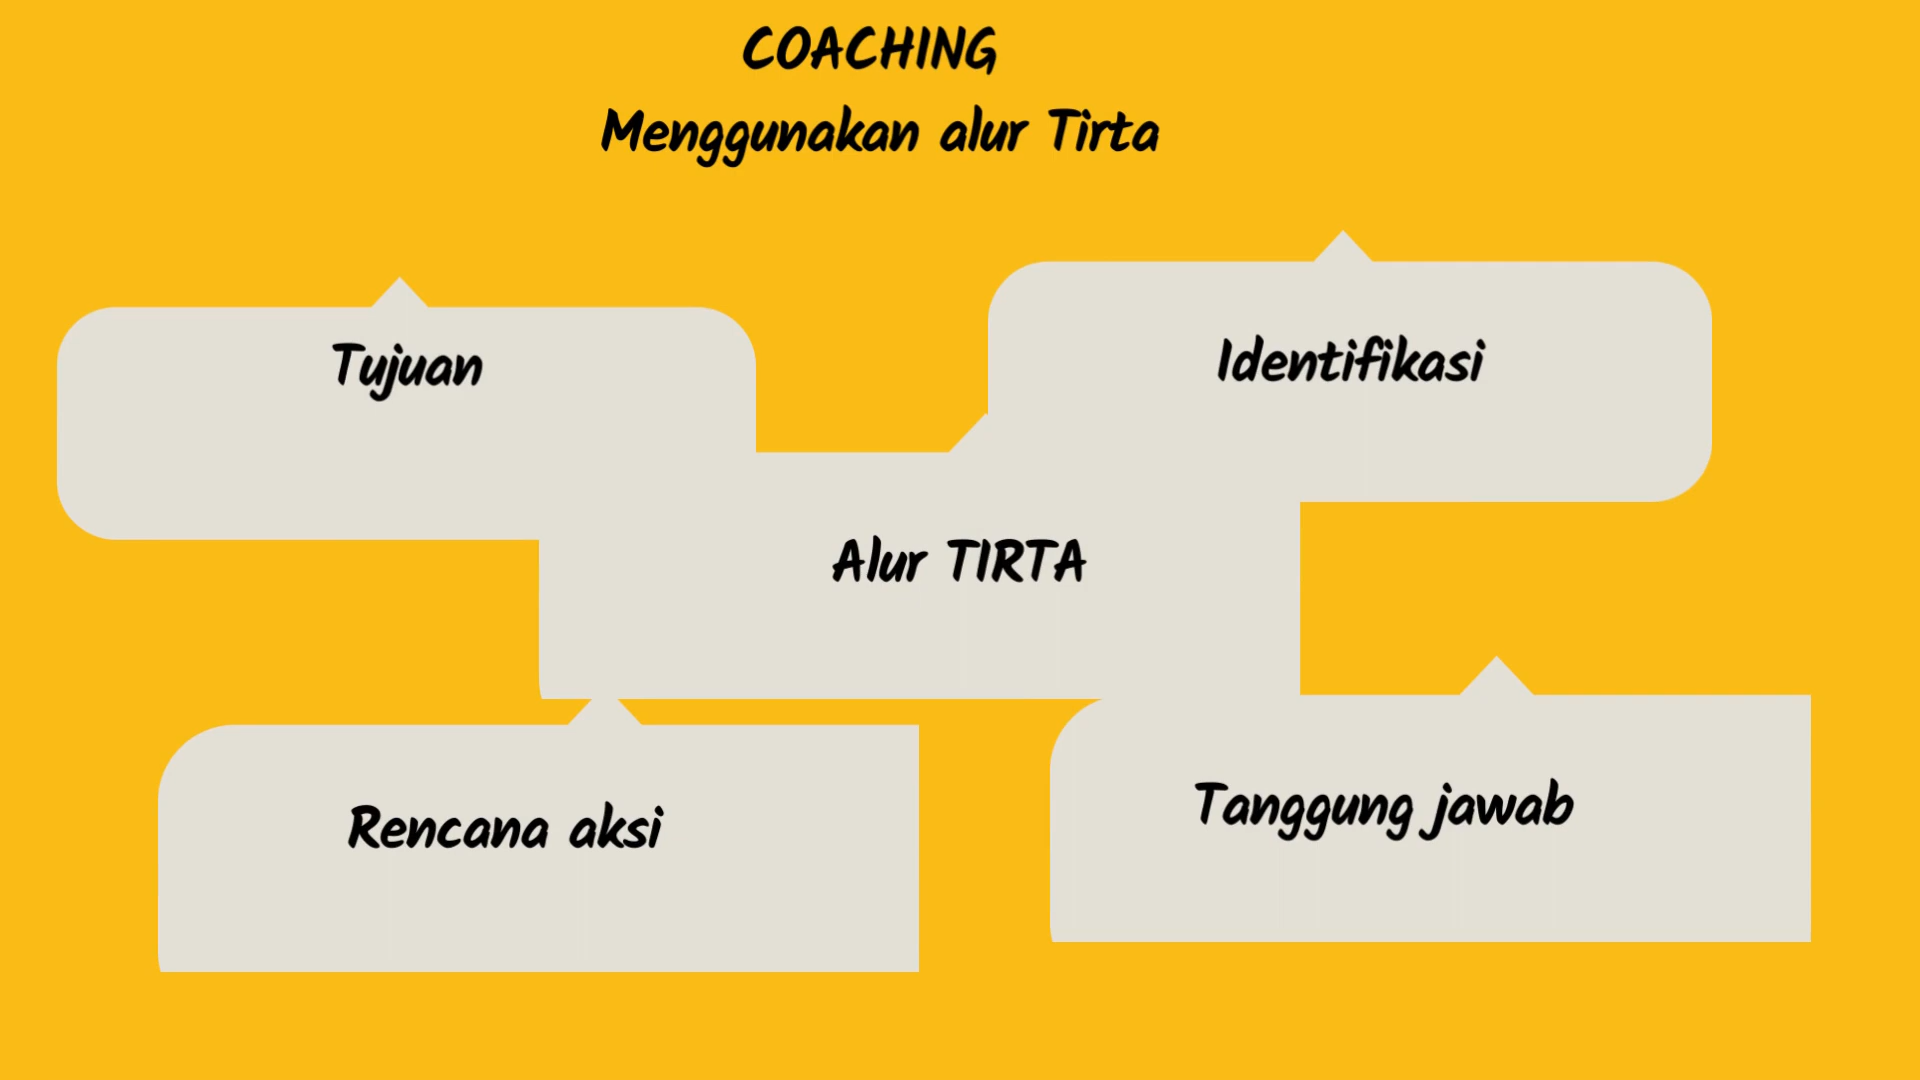 COACHING
Menggunakan alur Tirta
Tujuan
Identifikasi
Alur TIRTA
Rencana aksi
Tanggung jawab